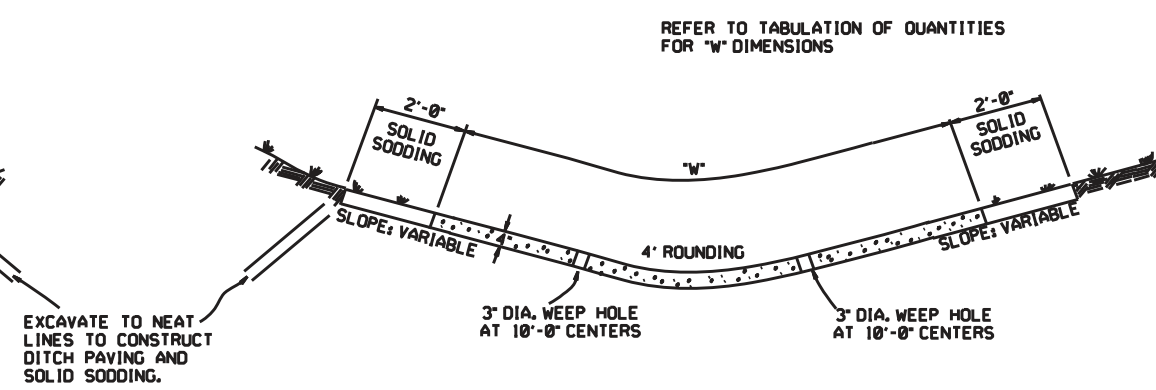 REFER TO TABULATION OF QUANTITIES
FOR "W" DIMENSIONS
2'-0"
SOLID
SODDING
2'-0"
SOLID
SODDING
"W"
SLOPE: VARIABLE
4' ROUNDING
SLOPE: VARIABLE
3" DIA. WEEP HOLE
AT 10'-0" CENTERS
3" DIA. WEEP HOLE
AT 10'-0" CENTERS
EXCAVATE TO NEAT
LINES TO CONSTRUCT
DITCH PAVING AND
SOLID SODDING.